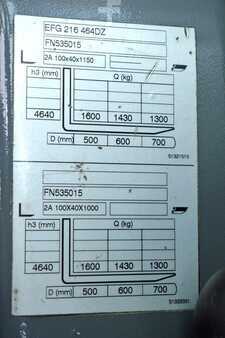 EFG 216 464DZ
FN535015
2A 100x40x1150
h3 (mm) Q (kg)
4640 1600 1430 1300
D (mm) 500 600 700
FN535015
2A 100X40X1000
h3 (mm) Q (kg)
4640 1600 1430 1300
D (mm) 500 600 700